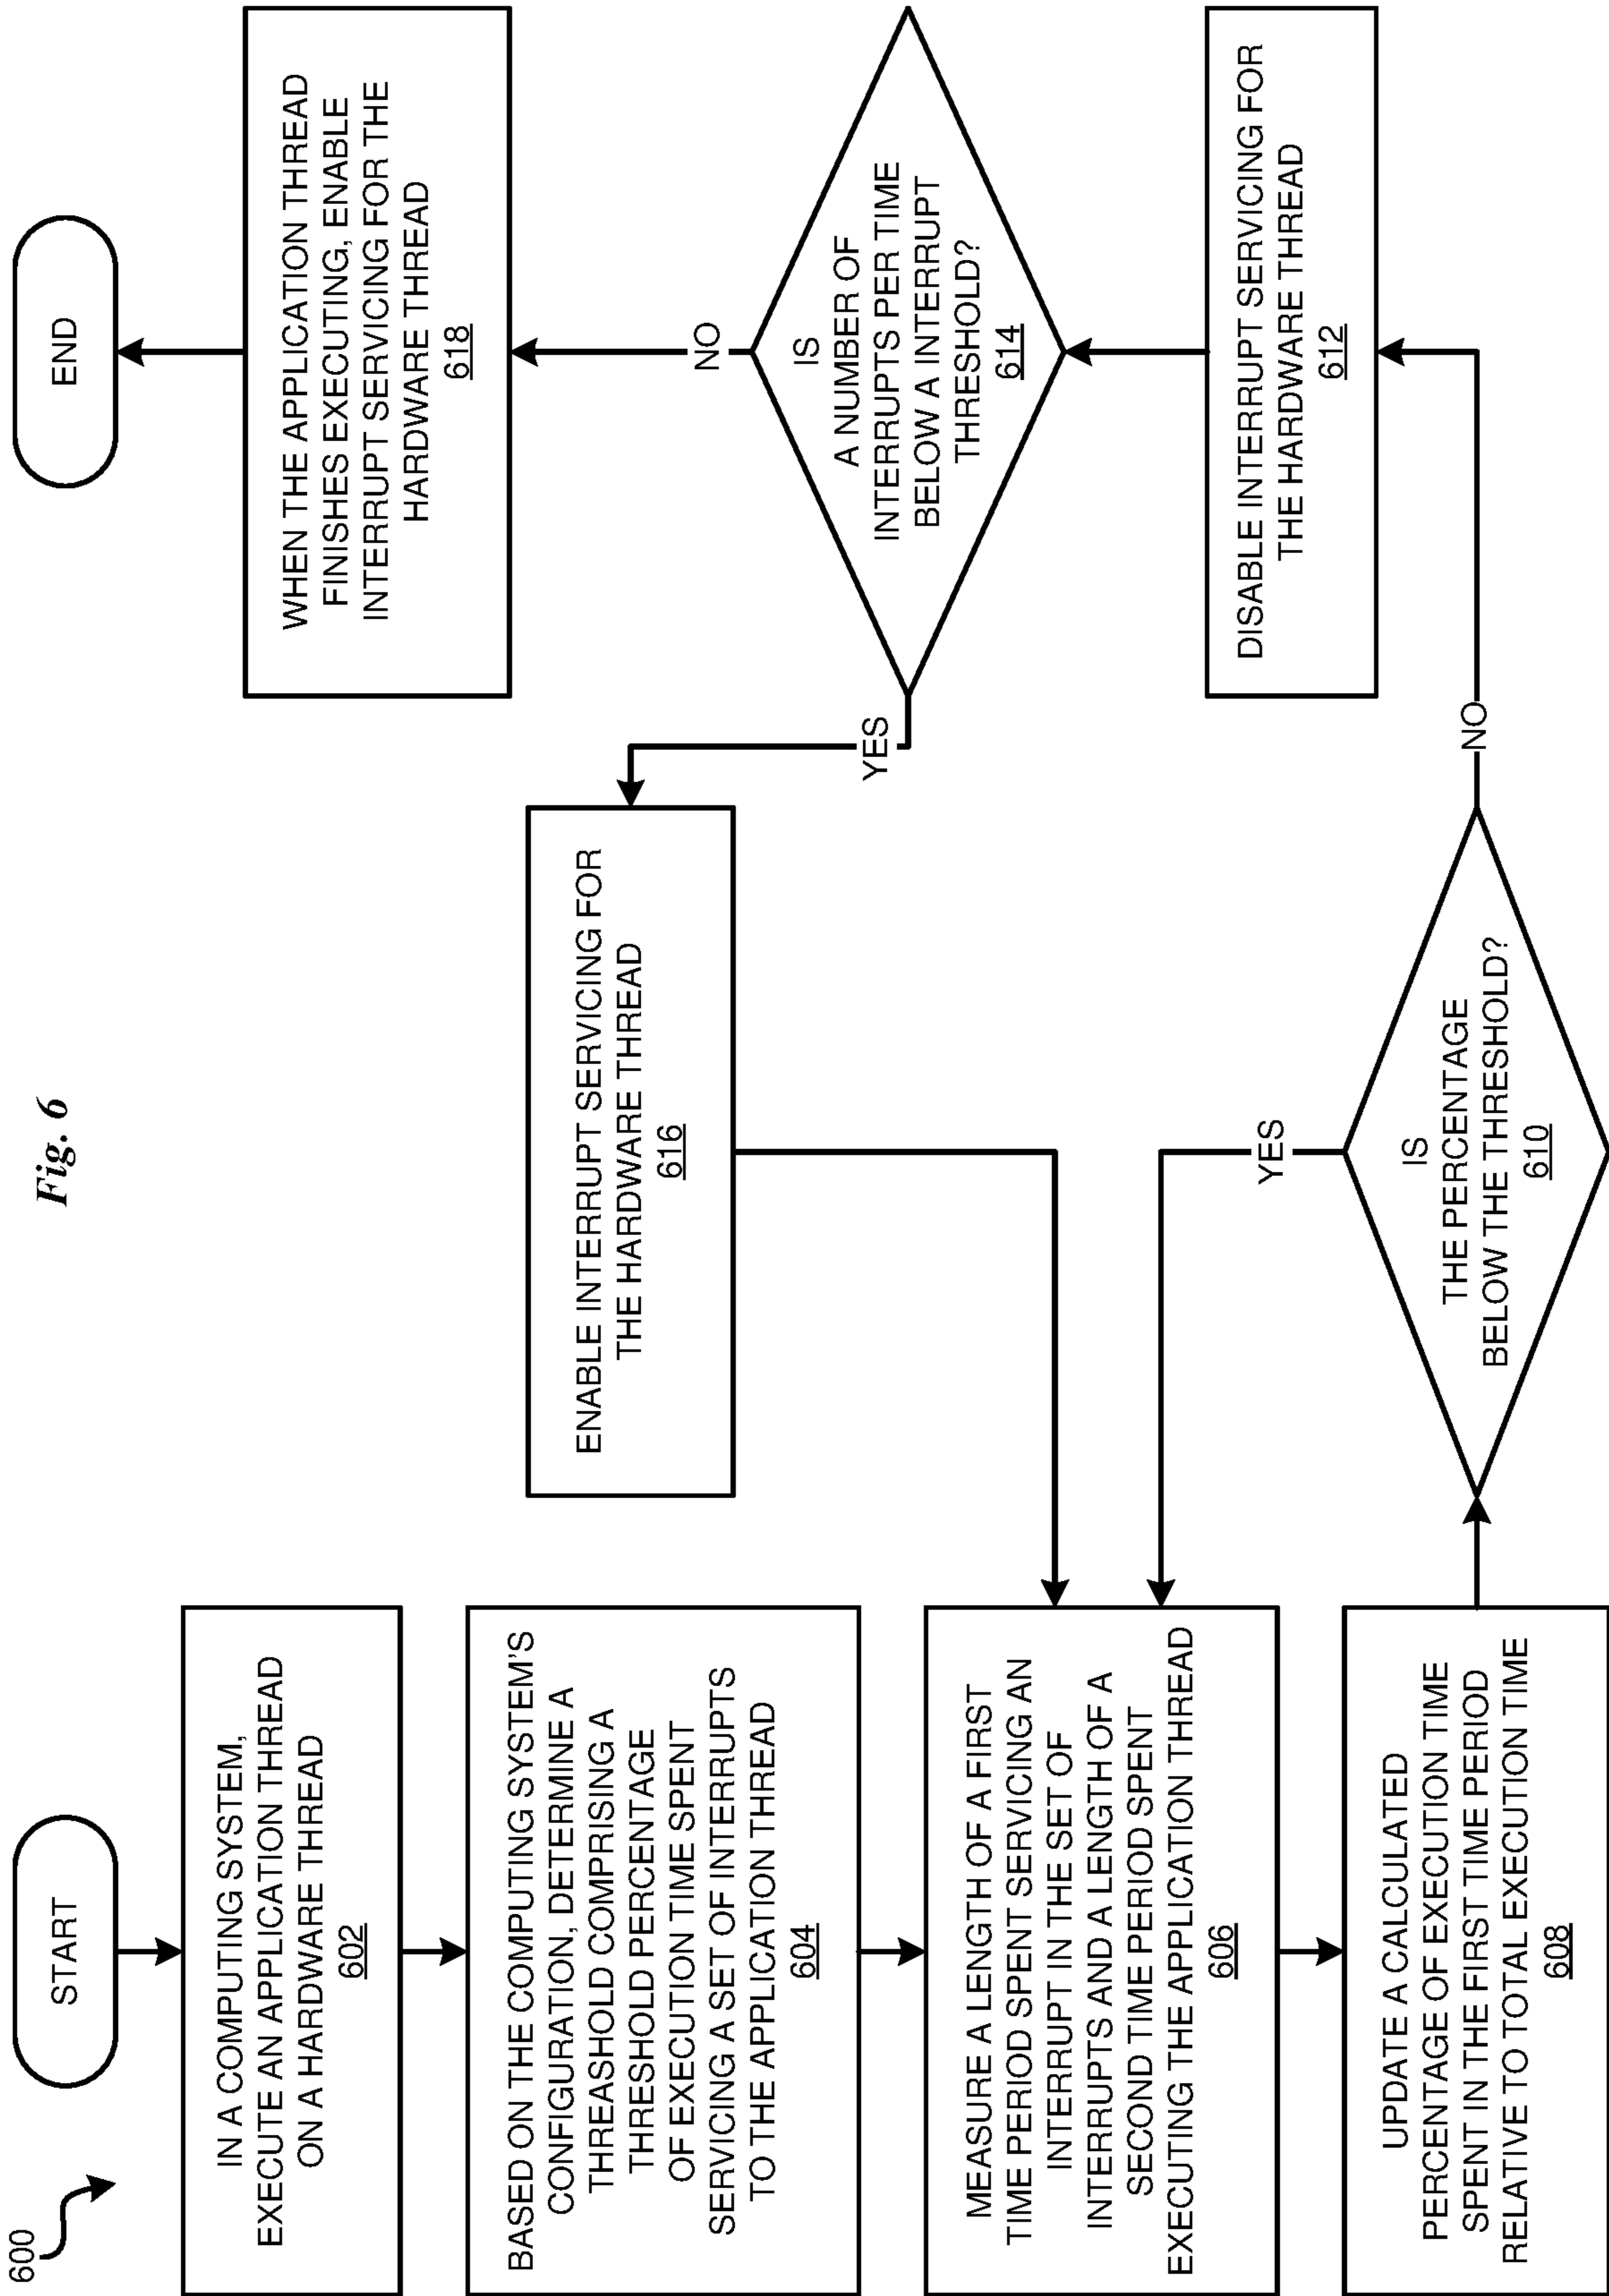 Fig. 6
600
START
IN A COMPUTING SYSTEM,
EXECUTE AN APPLICATION THREAD
ON A HARDWARE THREAD
602
BASED ON THE COMPUTING SYSTEM'S
CONFIGURATION, DETERMINE A
THREASHOLD COMPRISING A
THRESHOLD PERCENTAGE
OF EXECUTION TIME SPENT
SERVICING A SET OF INTERRUPTS
TO THE APPLICATION THREAD
604
MEASURE A LENGTH OF A FIRST
TIME PERIOD SPENT SERVICING AN
INTERRUPT IN THE SET OF
INTERRUPTS AND A LENGTH OF A
SECOND TIME PERIOD SPENT
EXECUTING THE APPLICATION THREAD
606
UPDATE A CALCULATED
PERCENTAGE OF EXECUTION TIME
SPENT IN THE FIRST TIME PERIOD
RELATIVE TO TOTAL EXECUTION TIME
608
IS
THE PERCENTAGE
BELOW THE THRESHOLD?
610
YES
NO
DISABLE INTERRUPT SERVICING FOR
THE HARDWARE THREAD
612
IS
A NUMBER OF
INTERRUPTS PER TIME
BELOW A INTERRUPT
THRESHOLD?
614
YES
NO
ENABLE INTERRUPT SERVICING FOR
THE HARDWARE THREAD
616
WHEN THE APPLICATION THREAD
FINISHES EXECUTING, ENABLE
INTERRUPT SERVICING FOR THE
HARDWARE THREAD
618
END